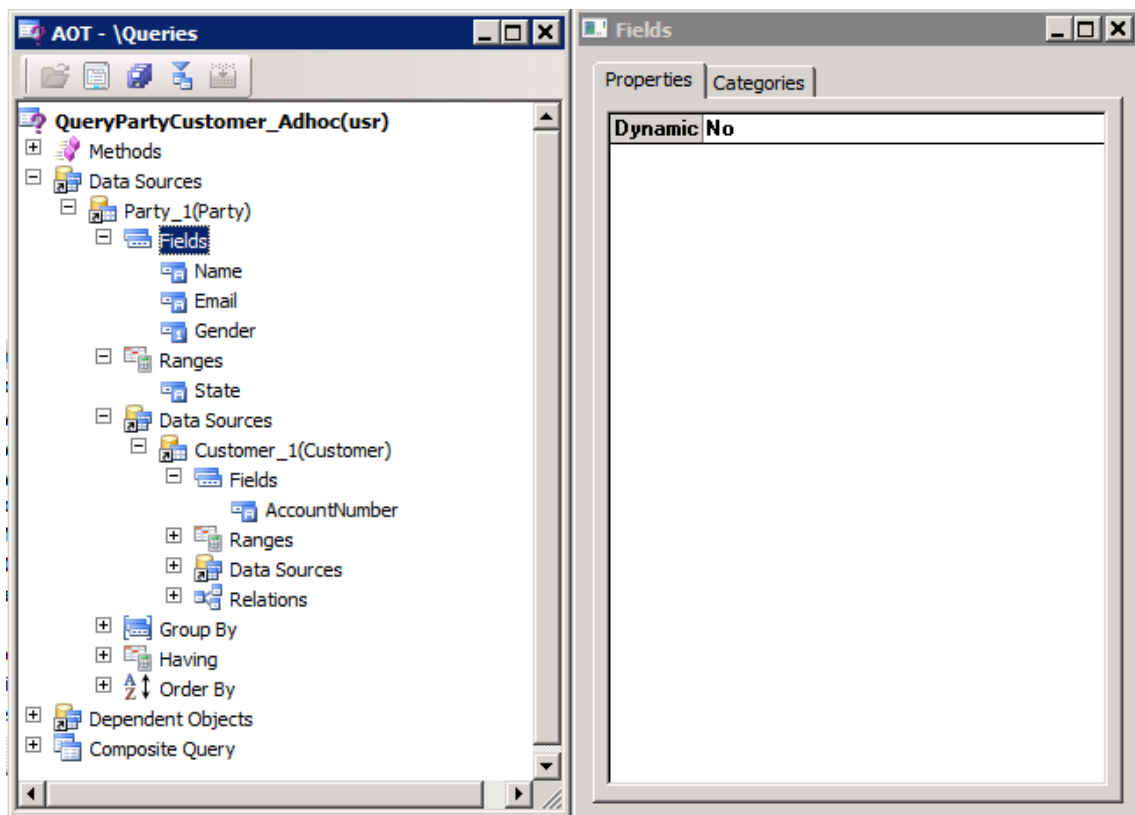 AOT - \Queries
QueryPartyCustomer_Adhoc(usr)
Methods
Data Sources
Party_1(Party)
Fields
Name
Email
Gender
Ranges
State
Data Sources
Customer_1(Customer)
Fields
AccountNumber
Ranges
Data Sources
Relations
Group By
Having
Order By
Dependent Objects
Composite Query
Fields
Properties Categories
Dynamic No